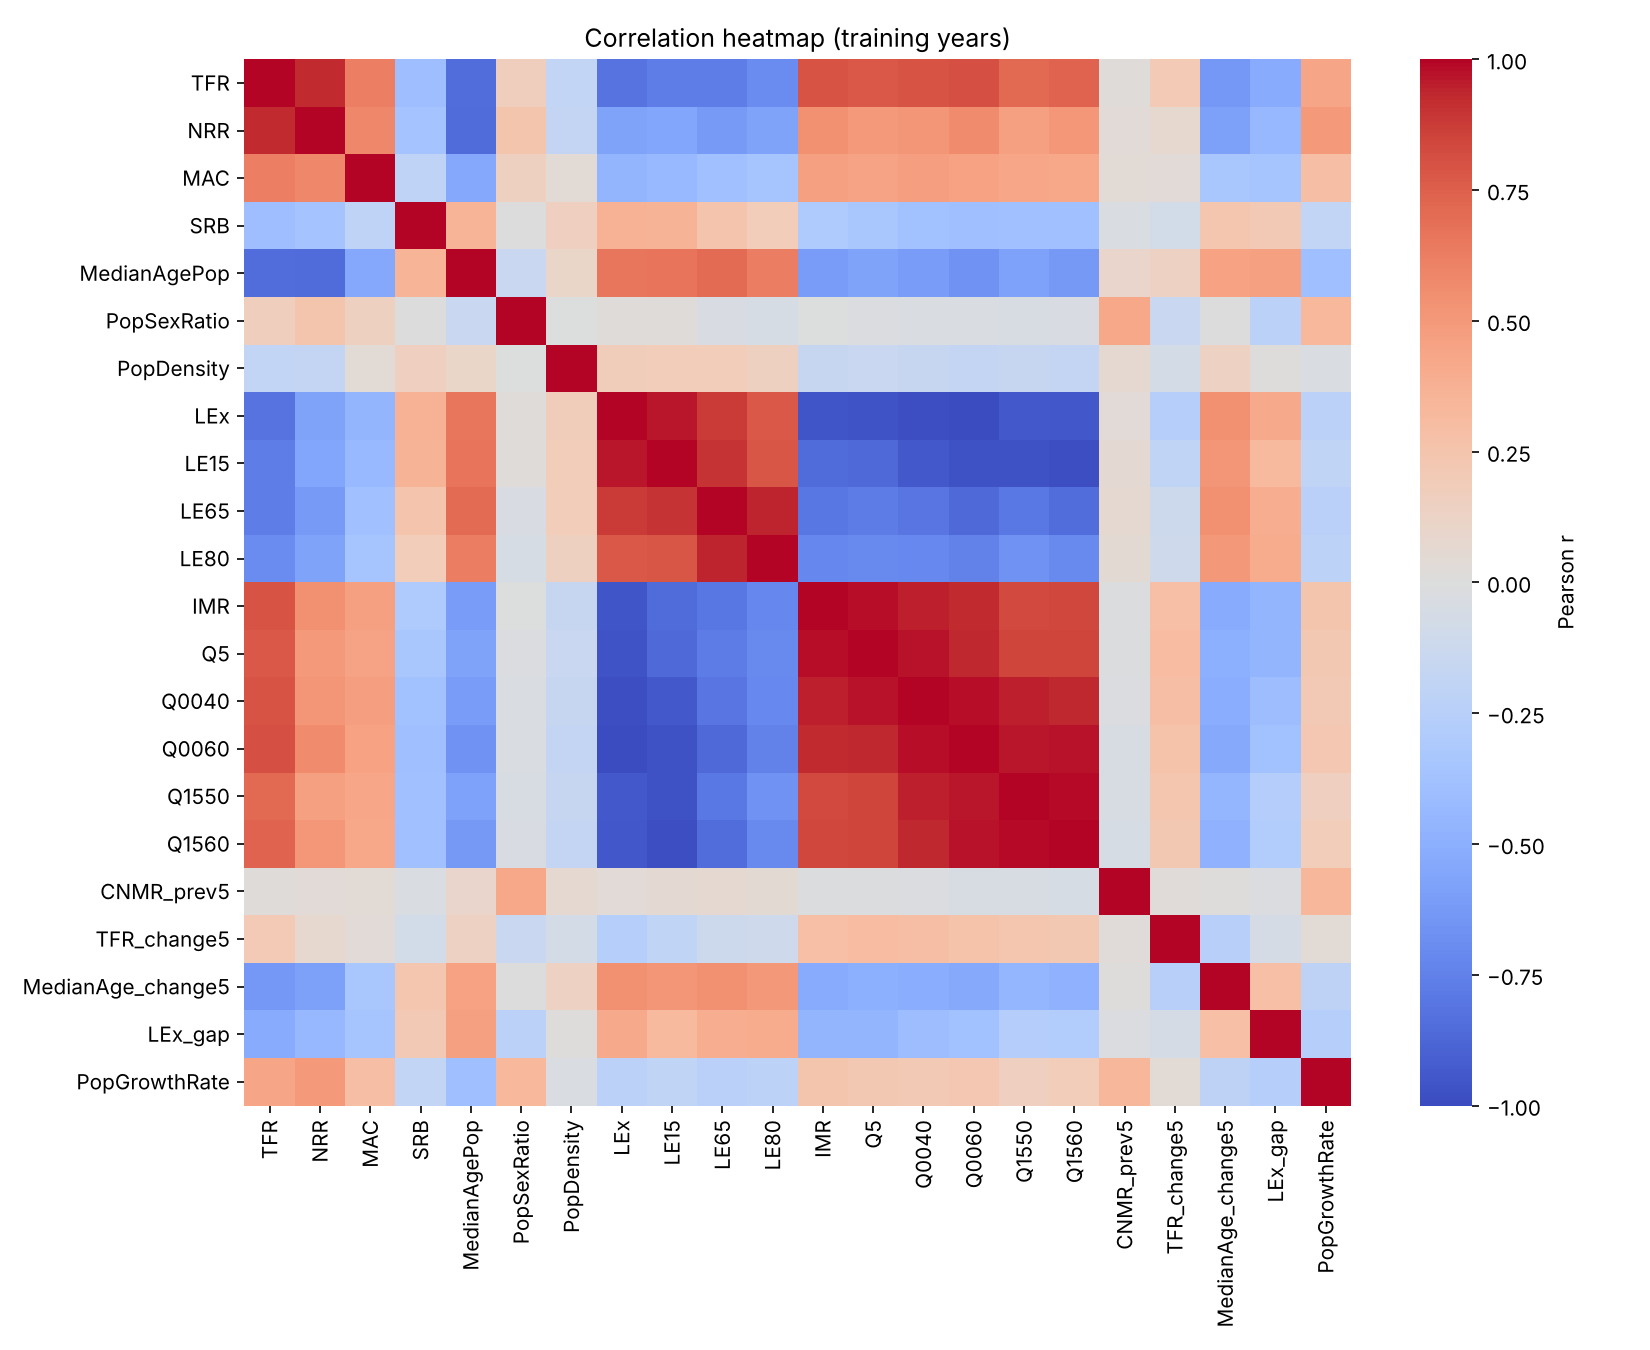 Correlation heatmap (training years)
TFR
NRR
MAC
SRB
MedianAgePop
PopSexRatio
PopDensity
LEx
LE15
LE65
LE80
IMR
Q5
Q0040
Q0060
Q1550
Q1560
CNMR_prev5
TFR_change5
MedianAge_change5
LEx_gap
PopGrowthRate
TFR
NRR
MAC
SRB
MedianAgePop
PopSexRatio
PopDensity
LEx
LE15
LE65
LE80
IMR
Q5
Q0040
Q0060
Q1550
Q1560
CNMR_prev5
TFR_change5
MedianAge_change5
LEx_gap
PopGrowthRate
1.00
0.75
0.50
0.25
0.00
−0.25
−0.50
−0.75
−1.00
Pearson r